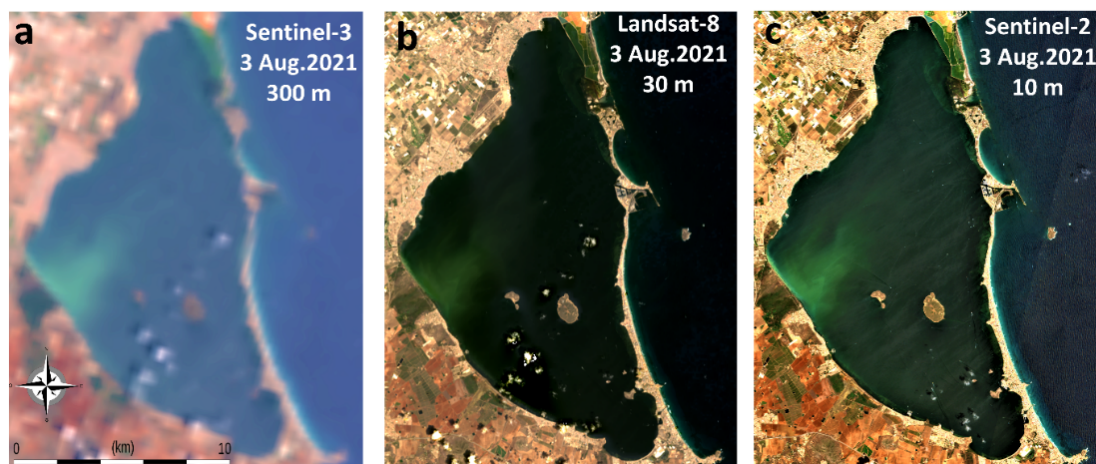 a
Sentinel-3
3 Aug.2021
300 m
0 (km) 10
b
Landsat-8
3 Aug.2021
30 m
c
Sentinel-2
3 Aug.2021
10 m